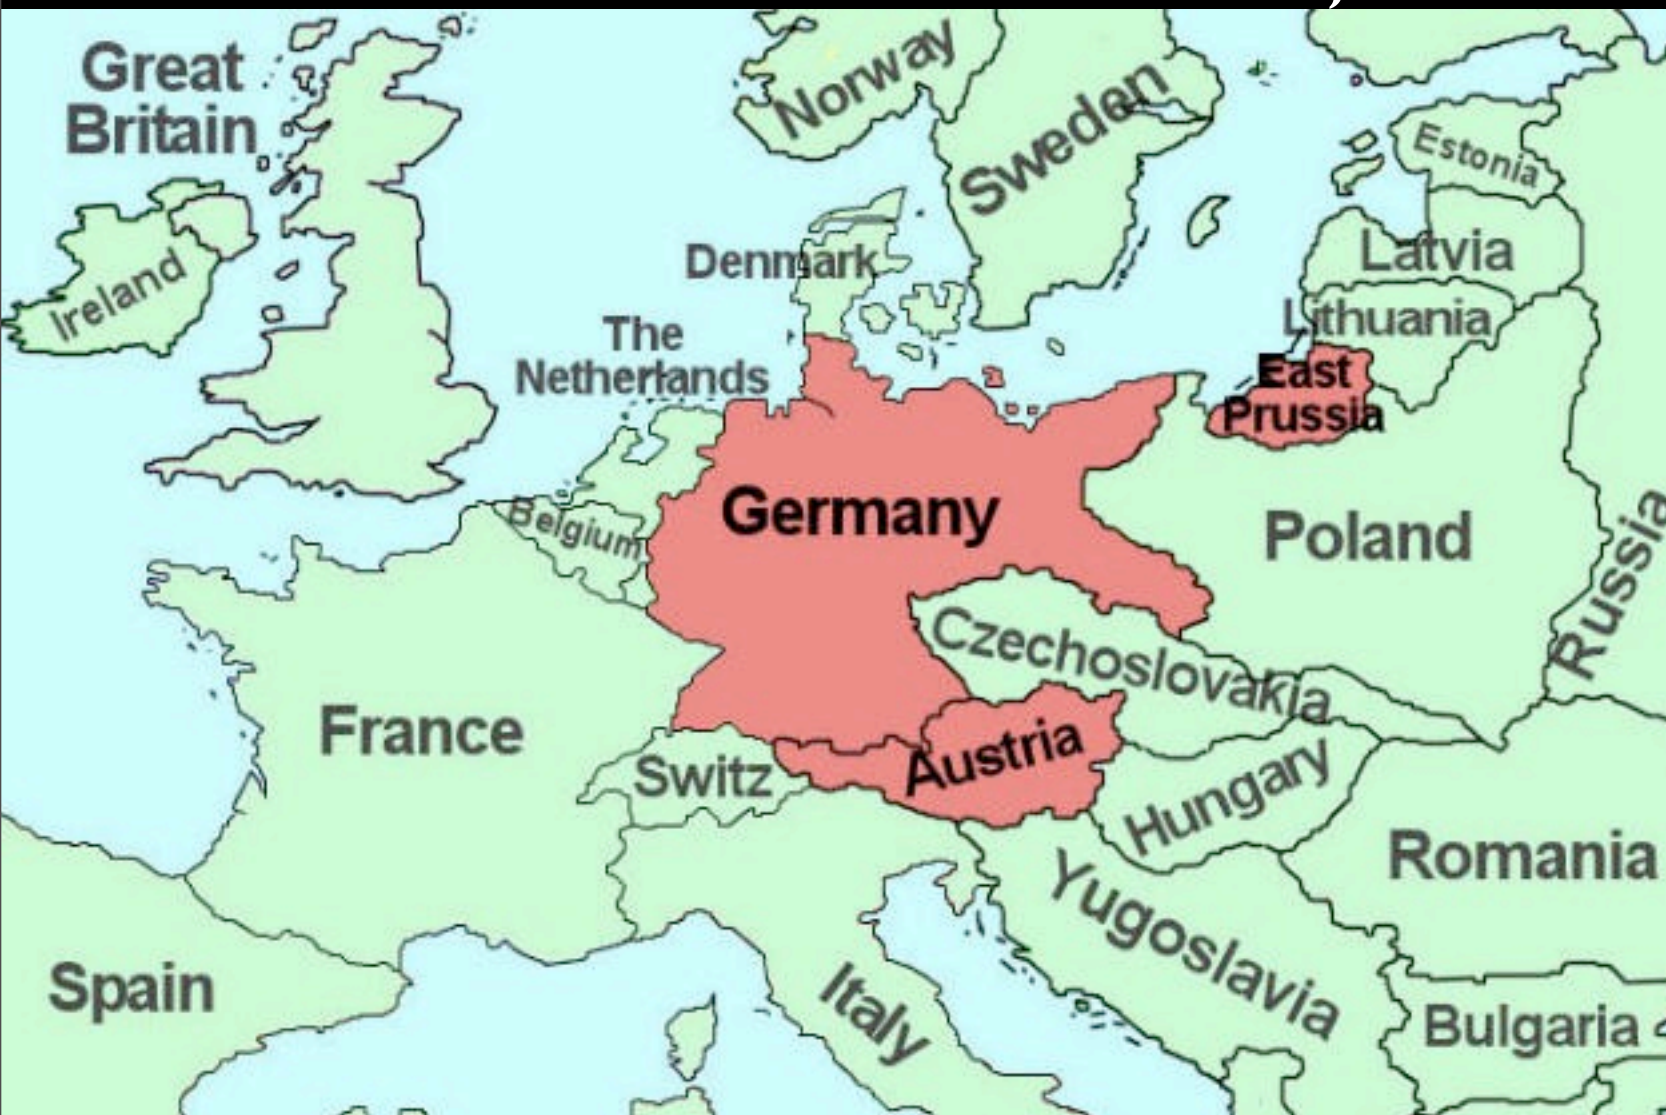 Great
Britain
Norway
Sweden
Estonia
Ireland
Denmark
Latvia
Lithuania
The
Netherlands
East
Prussia
Germany
Belgium
Poland
Russia
Czechoslovakia
France
Austria
Switz
Hungary
Romania
Yugoslavia
Spain
Italy
Bulgaria